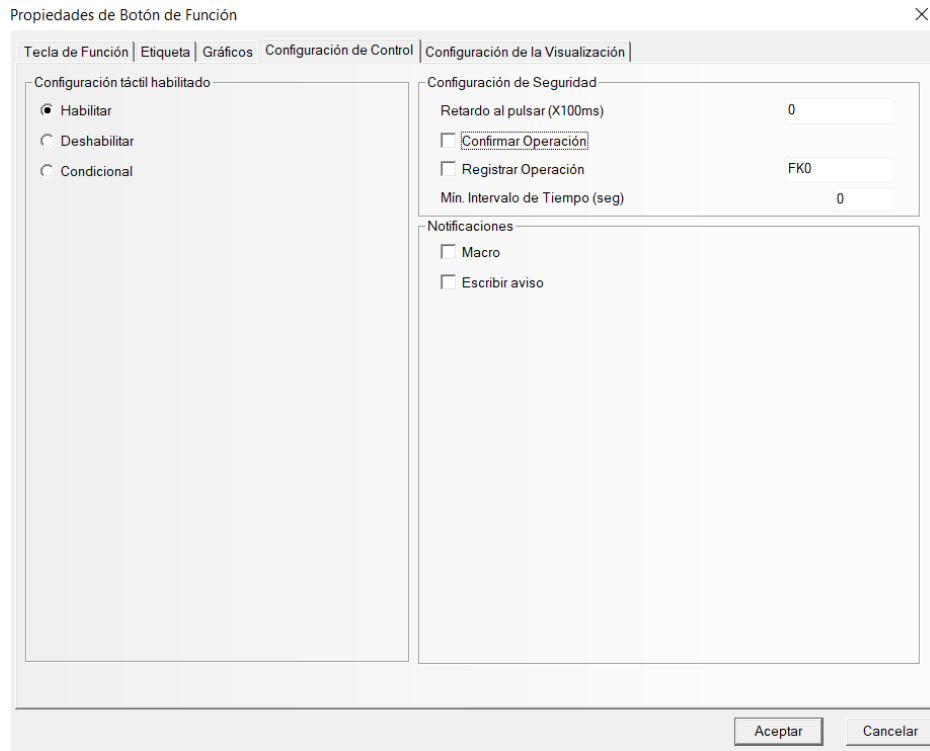 Propiedades de Botón de Función
Tecla de Función Etiqueta Gráficos Configuración de Control Configuración de la Visualización
Configuración táctil habilitado
Habilitar
Deshabilitar
Condicional
Configuración de Seguridad
Retardo al pulsar (X100ms) 0
Confirmar Operación
Registrar Operación FK0
Mín. Intervalo de Tiempo (seg) 0
Notificaciones
Macro
Escribir aviso
Aceptar Cancelar